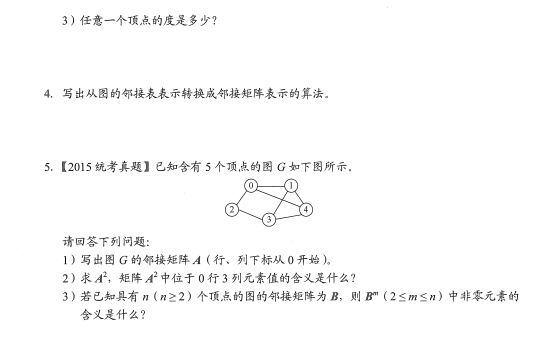 3）任意一个顶点的度是多少？
4．写出从图的邻接表表示转换成邻接矩阵表示的算法。
5．【2015 统考真题】已知含有 5 个顶点的图 G 如下图所示。
0 1
2 4
3
请回答下列问题：
1）写出图 G 的邻接矩阵 A（行、列下标从 0 开始）。
2）求 A²，矩阵 A² 中位于 0 行 3 列元素值的含义是什么？
3）若已知具有 n（n≥2）个顶点的图的邻接矩阵为 B，则 Bᵐ（2≤m≤n）中非零元素的
含义是什么？